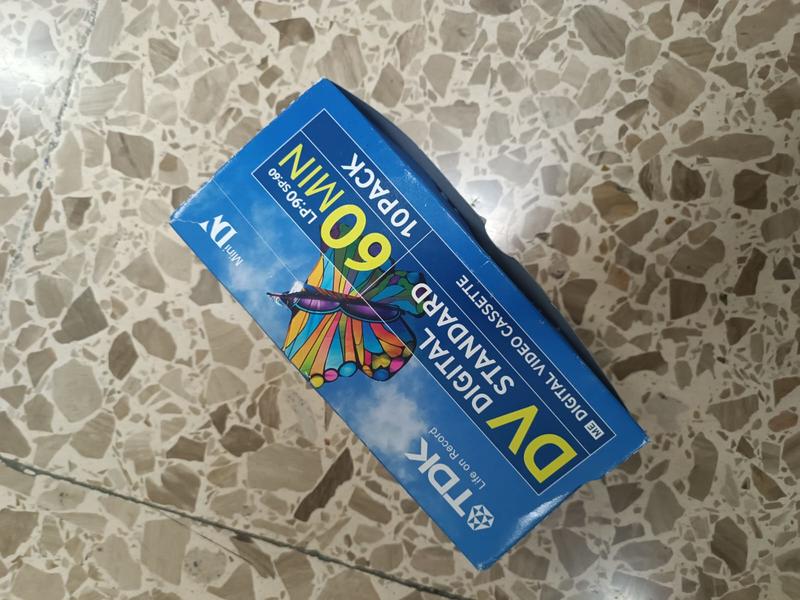 TDK
Life on Record
Mini DV
DV DIGITAL STANDARD 60MIN
LP:90 SP:60
ME DIGITAL VIDEO CASSETTE
10PACK